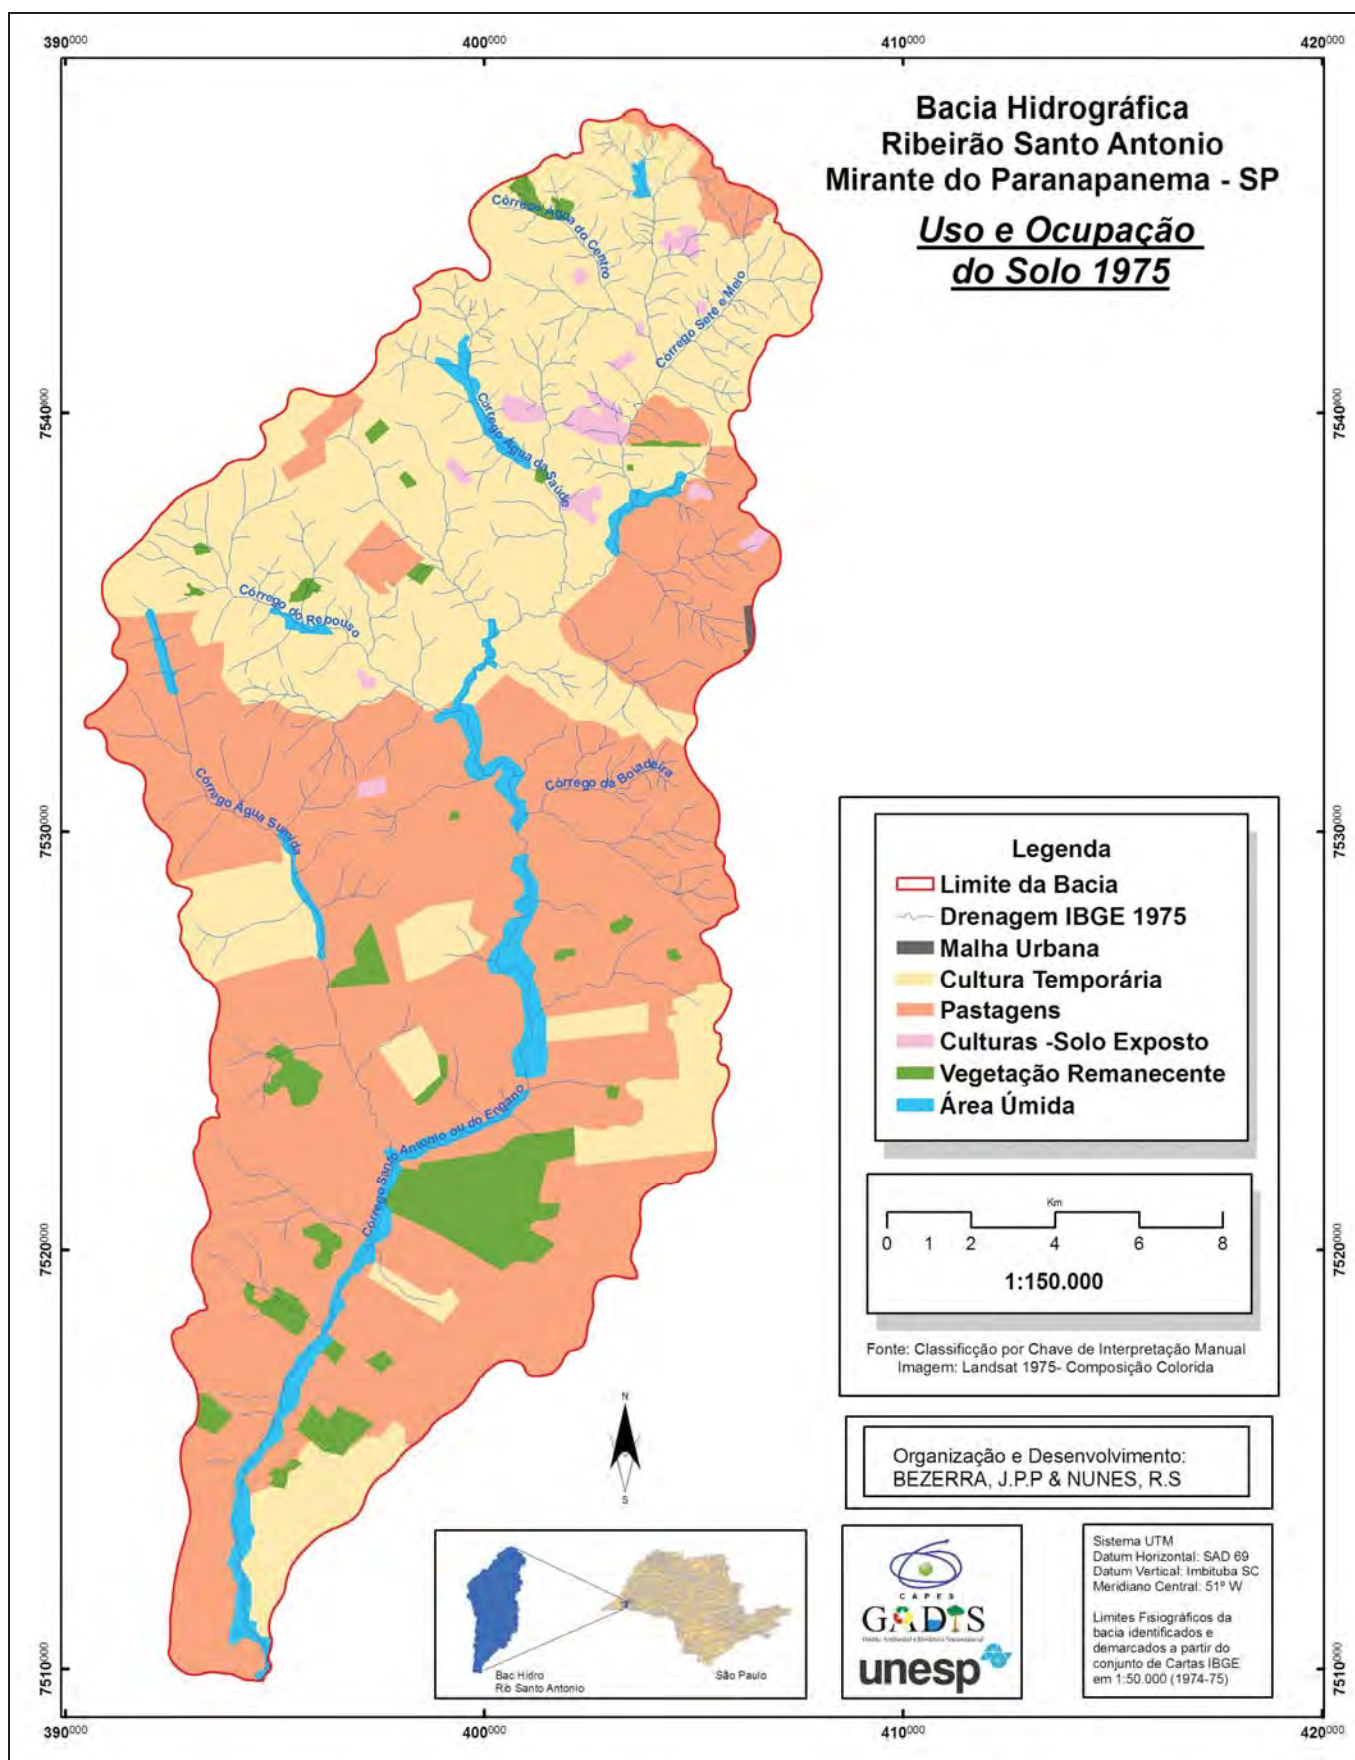 390000
400000
410000
420000
Bacia Hidrográfica
Ribeirão Santo Antonio
Mirante do Paranapanema - SP
Uso e Ocupação
do Solo 1975
Córrego Água do Centro
Córrego Sete e Meio
7540000
7540000
Córrego Água da Saúde
Córrego do Repouso
Córrego da Boiadeira
Córrego Água Sumida
7530000
7530000
Legenda
Limite da Bacia
Drenagem IBGE 1975
Malha Urbana
Cultura Temporária
Pastagens
Culturas -Solo Exposto
Vegetação Remanecente
Área Úmida
Córrego Santo Antonio ou do Engano
7520000
7520000
Km
0 1 2 4 6 8
1:150.000
Fonte: Classificção por Chave de Interpretação Manual
Imagem: Landsat 1975- Composição Colorida
N
S
Organização e Desenvolvimento:
BEZERRA, J.P.P & NUNES, R.S
Bac Hidro
Rib Santo Antonio
São Paulo
CAPES
GADIS
unesp
Sistema UTM
Datum Horizontal: SAD 69
Datum Vertical: Imbituba SC
Meridiano Central: 51º W
Limites Fisiográficos da
bacia identificados e
demarcados a partir do
conjunto de Cartas IBGE
em 1:50.000 (1974-75)
7510000
7510000
390000
400000
410000
420000